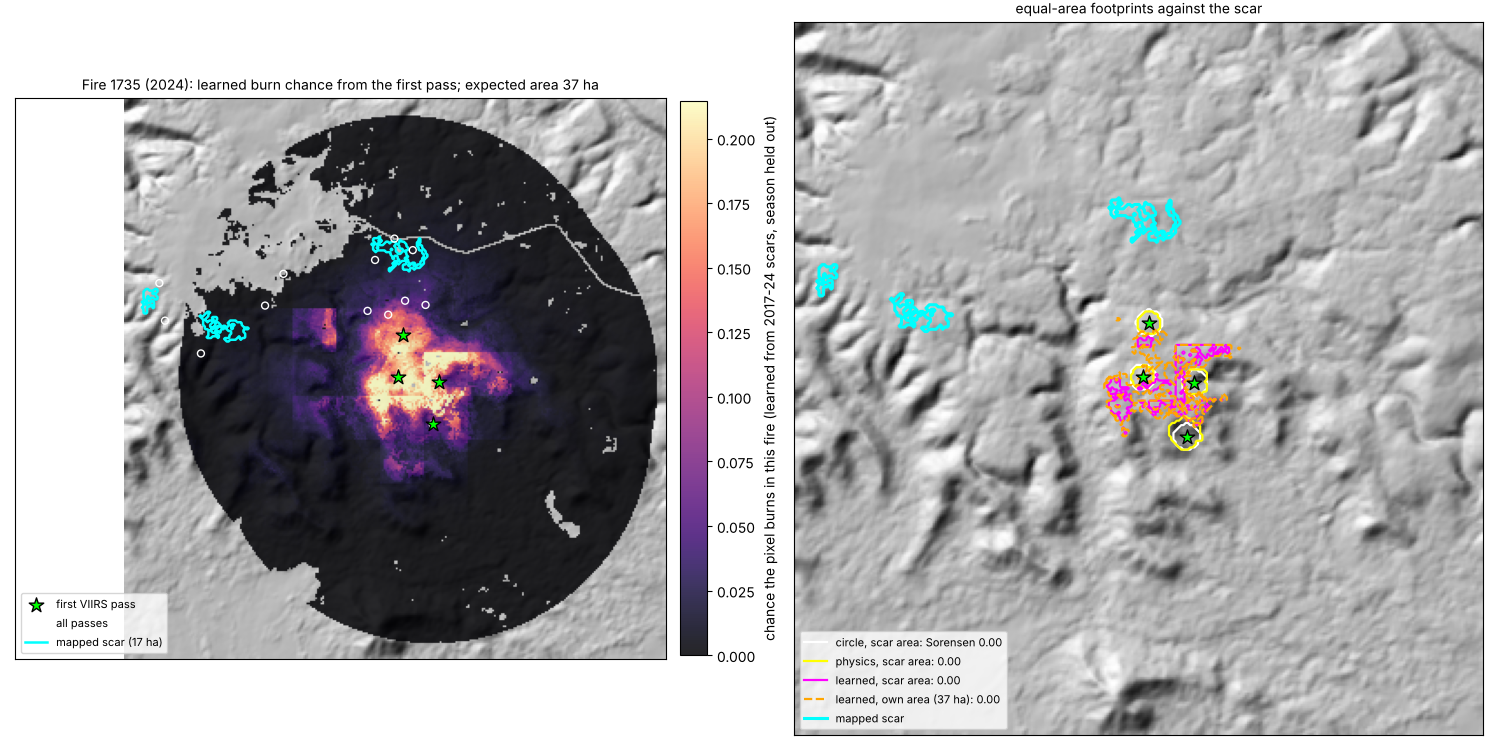 equal-area footprints against the scar
Fire 1735 (2024): learned burn chance from the first pass; expected area 37 ha
0.200
0.175
0.150
0.125
0.100
0.075
0.050
0.025
0.000
chance the pixel burns in this fire (learned from 2017-24 scars, season held out)
first VIIRS pass
all passes
mapped scar (17 ha)
circle, scar area: Sorensen 0.00
physics, scar area: 0.00
learned, scar area: 0.00
learned, own area (37 ha): 0.00
mapped scar